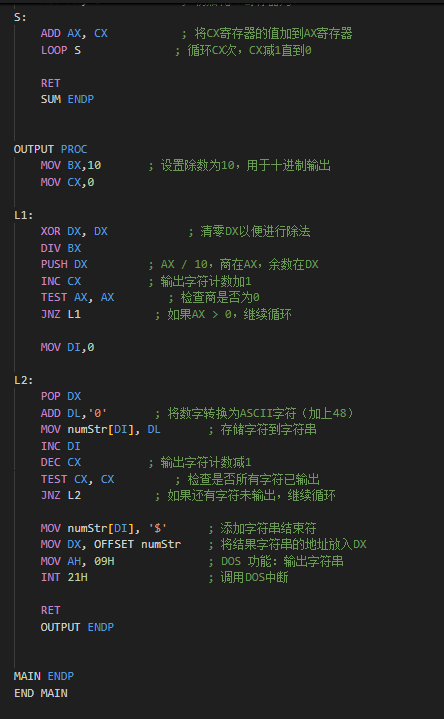 S:
ADD AX, CX ; 将CX寄存器的值加到AX寄存器
LOOP S ; 循环CX次，CX减1直到0
RET
SUM ENDP
OUTPUT PROC
MOV BX,10 ; 设置除数为10，用于十进制输出
MOV CX,0
L1:
XOR DX, DX ; 清零DX以便进行除法
DIV BX
PUSH DX ; AX / 10，商在AX，余数在DX
INC CX ; 输出字符计数加1
TEST AX, AX ; 检查商是否为0
JNZ L1 ; 如果AX > 0，继续循环
MOV DI,0
L2:
POP DX
ADD DL,'0' ; 将数字转换为ASCII字符（加上48）
MOV numStr[DI], DL ; 存储字符到字符串
INC DI
DEC CX ; 输出字符计数减1
TEST CX, CX ; 检查是否所有字符已输出
JNZ L2 ; 如果还有字符未输出，继续循环
MOV numStr[DI], '$' ; 添加字符串结束符
MOV DX, OFFSET numStr ; 将结果字符串的地址放入DX
MOV AH, 09H ; DOS 功能：输出字符串
INT 21H ; 调用DOS中断
RET
OUTPUT ENDP
MAIN ENDP
END MAIN